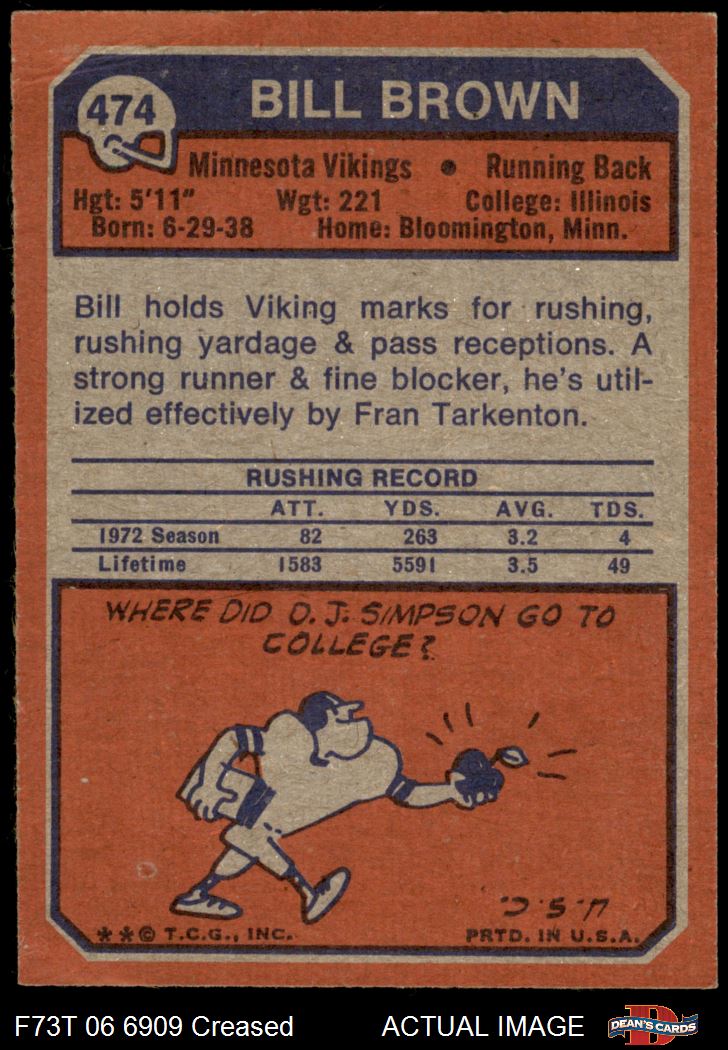 474
BILL BROWN
Minnesota Vikings • Running Back
Hgt: 5'11" Wgt: 221 College: Illinois
Born: 6-29-38 Home: Bloomington, Minn.
Bill holds Viking marks for rushing,
rushing yardage & pass receptions. A
strong runner & fine blocker, he's util-
ized effectively by Fran Tarkenton.
RUSHING RECORD
ATT. YDS. AVG. TDS.
1972 Season 82 263 3.2 4
Lifetime 1583 5591 3.5 49
WHERE DID O.J. SIMPSON GO TO
COLLEGE?
U.S.C.
**© T.C.G., INC. PRTD. IN U.S.A.
F73T 06 6909 Creased ACTUAL IMAGE
D
DEAN'S CARDS